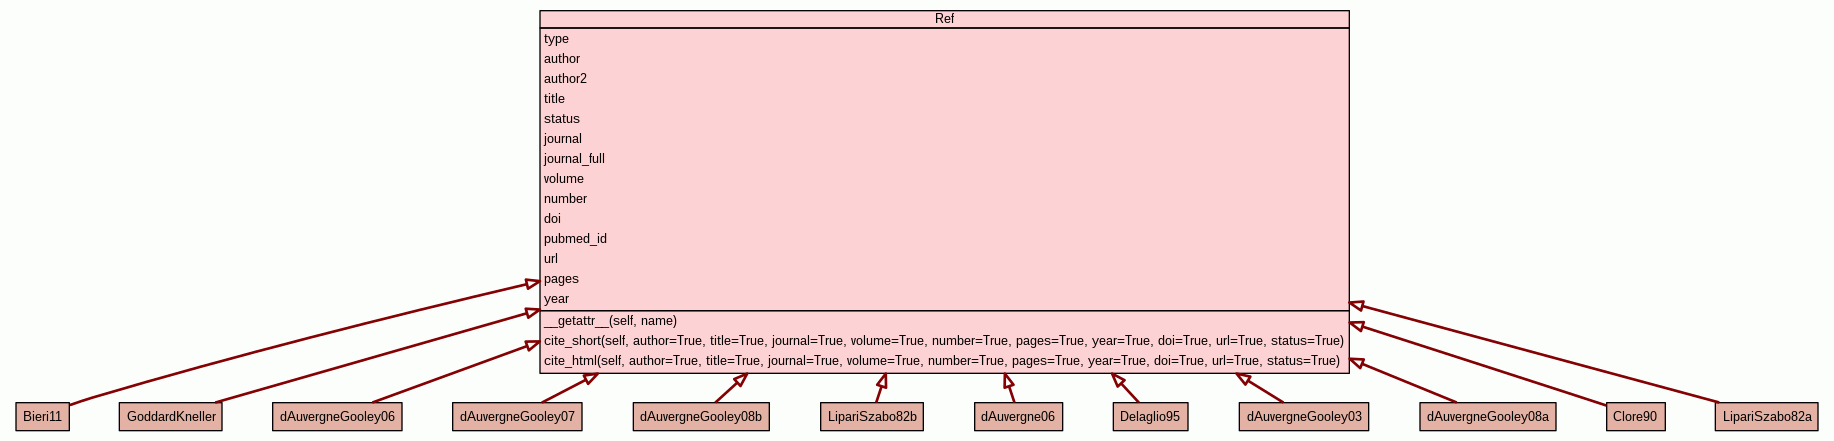 Ref
type
author
author2
title
status
journal
journal_full
volume
number
doi
pubmed_id
url
pages
year
__getattr__(self, name)
cite_short(self, author=True, title=True, journal=True, volume=True, number=True, pages=True, year=True, doi=True, url=True, status=True)
cite_html(self, author=True, title=True, journal=True, volume=True, number=True, pages=True, year=True, doi=True, url=True, status=True)
Bieri11
GoddardKneller
dAuvergneGooley06
dAuvergneGooley07
dAuvergneGooley08b
LipariSzabo82b
dAuvergne06
Delaglio95
dAuvergneGooley03
dAuvergneGooley08a
Clore90
LipariSzabo82a